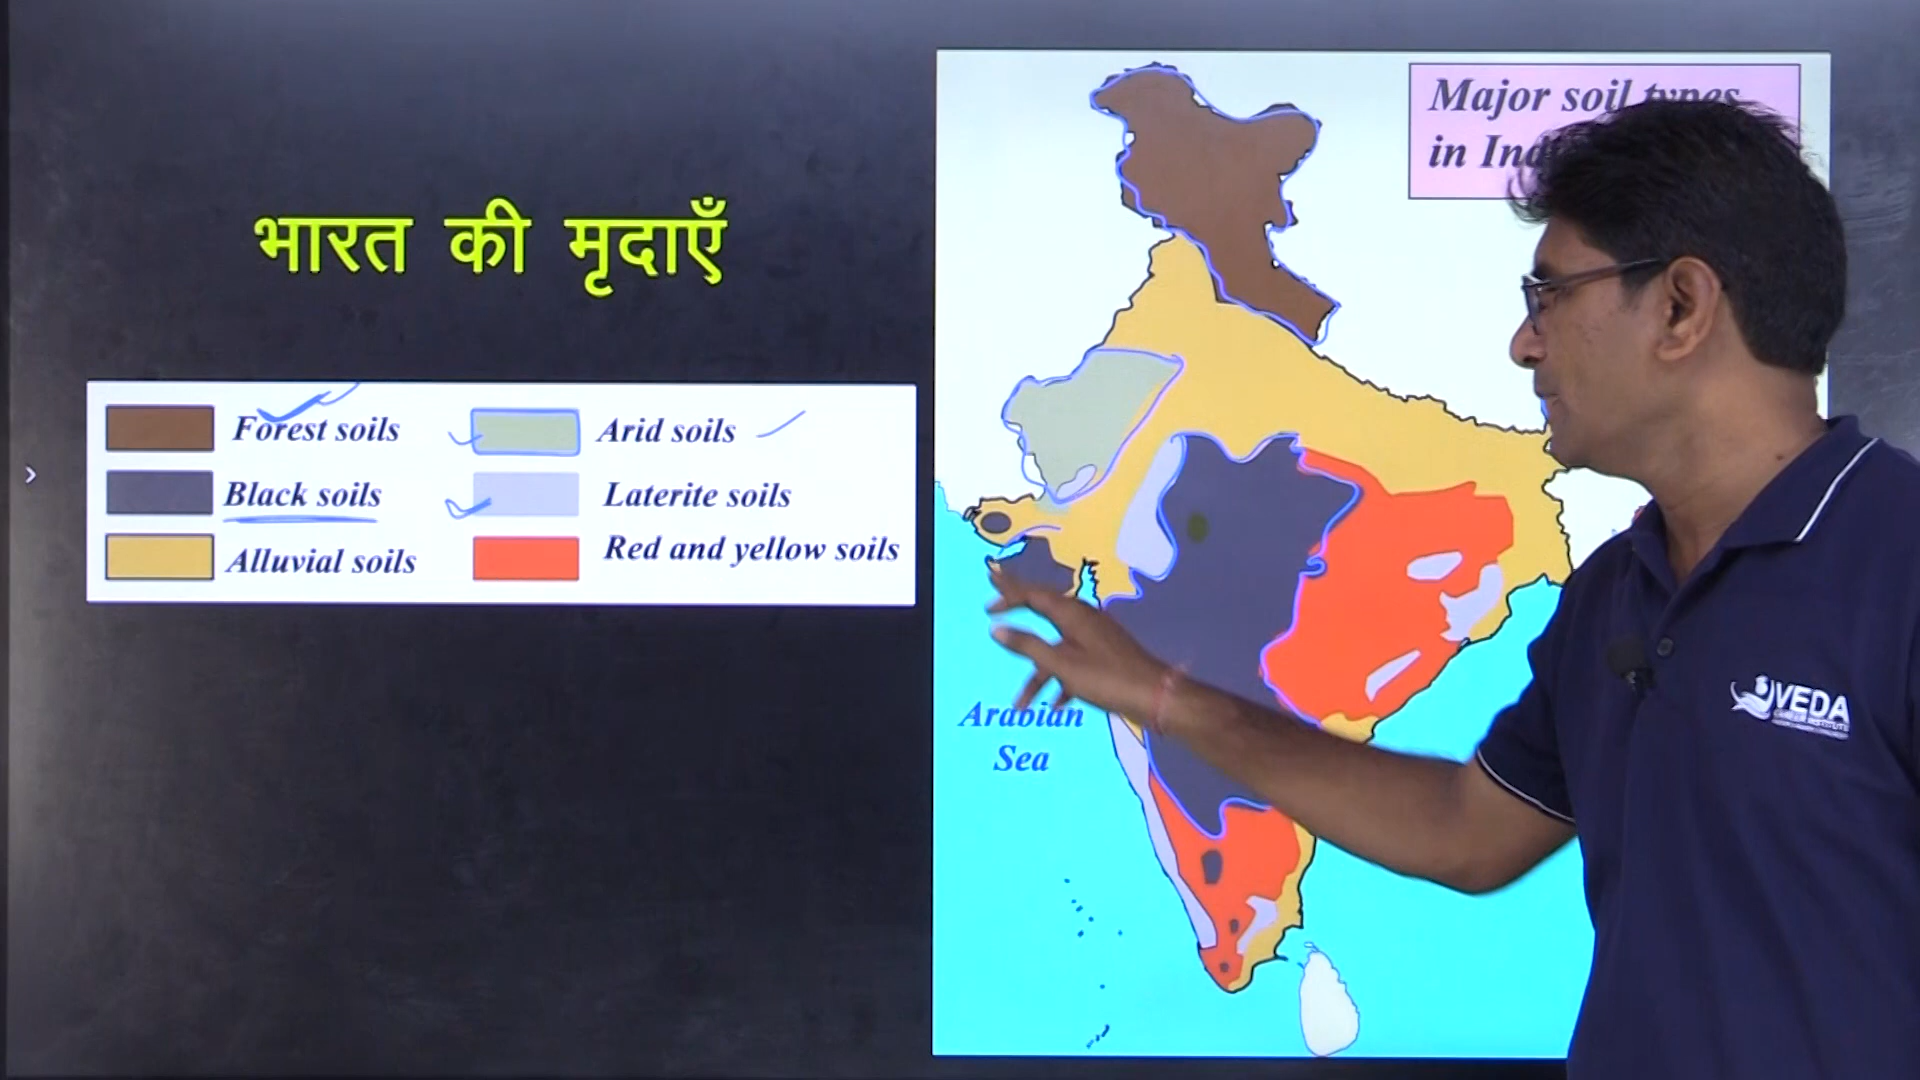 भारत की मृदाएँ
Forest soils
Arid soils
Black soils
Laterite soils
Alluvial soils
Red and yellow soils
Major soil types
in Ind
Arabian
Sea
VEDA